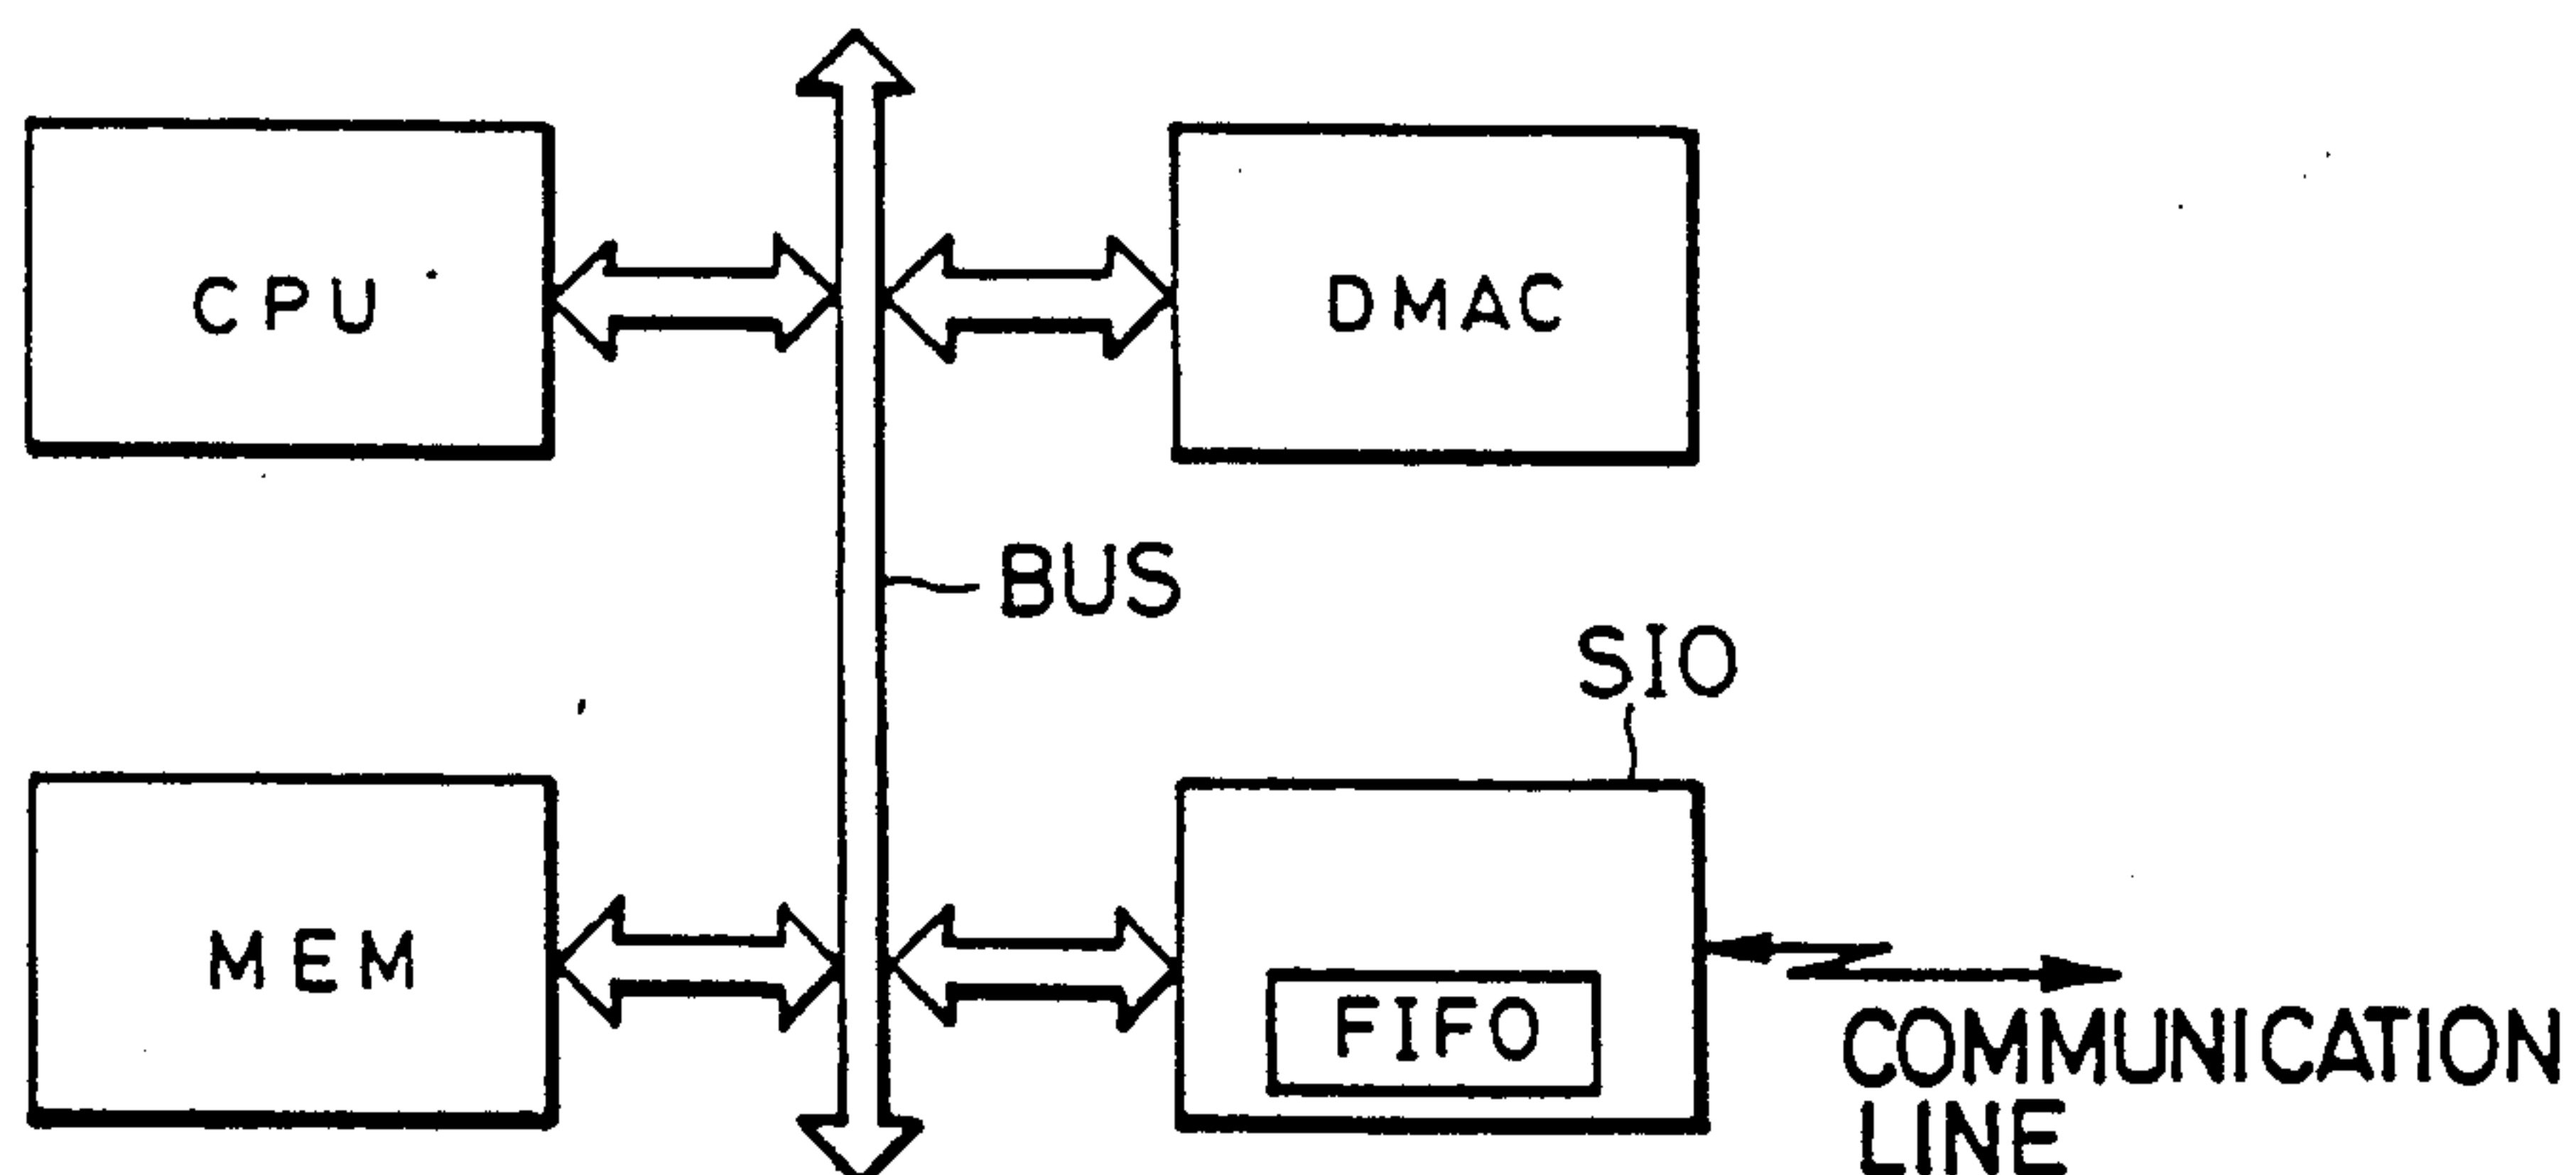 CPU
DMAC
BUS
SIO
MEM
FIFO
COMMUNICATION
LINE